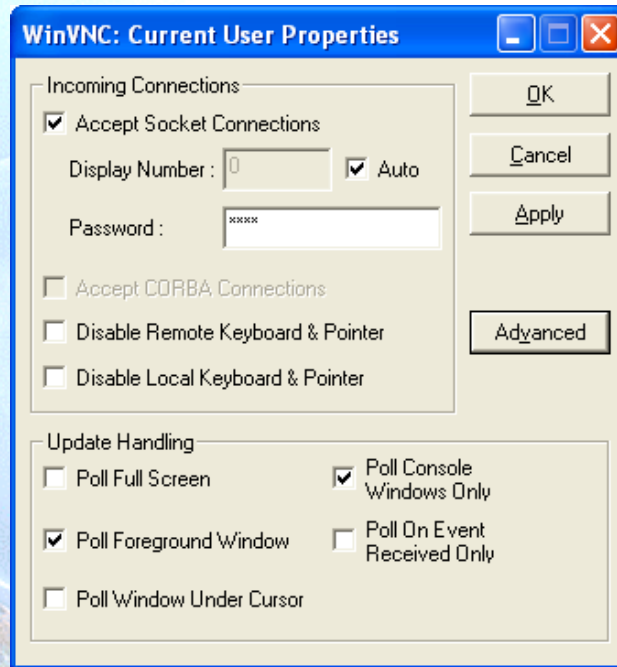 WinVNC: Current User Properties
Incoming Connections
Accept Socket Connections
Display Number : 0 Auto
Password : ****
Accept CORBA Connections
Disable Remote Keyboard & Pointer
Disable Local Keyboard & Pointer
OK
Cancel
Apply
Advanced
Update Handling
Poll Full Screen
Poll Console
Windows Only
Poll Foreground Window
Poll On Event
Received Only
Poll Window Under Cursor